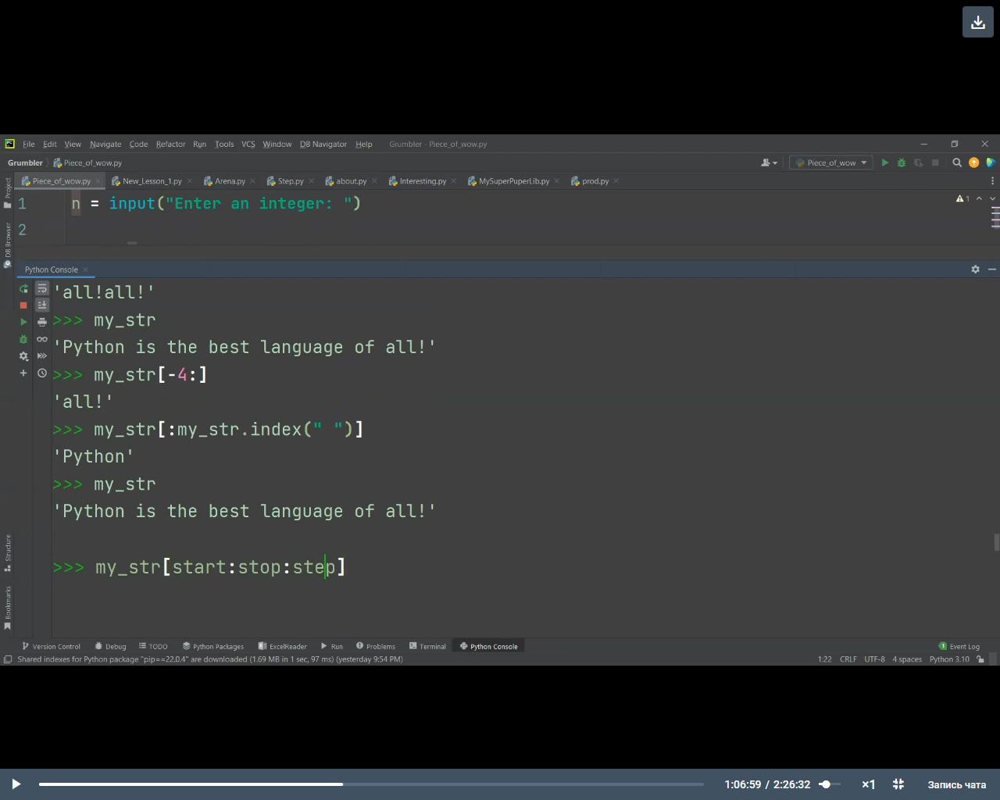 File Edit View Navigate Code Refactor Run Tools VCS Window DB Navigator Help Grumbler - Piece_of_wow.py
Grumbler Piece_of_wow.py Piece_of_wow
Piece_of_wow.py New_Lesson_1.py Arena.py Step.py about.py Interesting.py MySuperPuperLib.py prod.py
Project
DB Browser
1 n = input("Enter an integer: ")
1
2
Python Console
'all!all!'
>>> my_str
'Python is the best language of all!'
>>> my_str[-4:]
'all!'
>>> my_str[:my_str.index(" ")]
'Python'
>>> my_str
'Python is the best language of all!'
>>> my_str[start:stop:step]
Structure
Bookmarks
Version Control Debug TODO Python Packages ExcelReader Run Problems Terminal Python Console 1 Event Log
Shared indexes for Python package "pip==22.0.4" are downloaded (1.69 MB in 1 sec, 97 ms) (yesterday 9:54 PM) 1:22 CRLF UTF-8 4 spaces Python 3.10
1:06:59 / 2:26:32 ×1 Запись чата